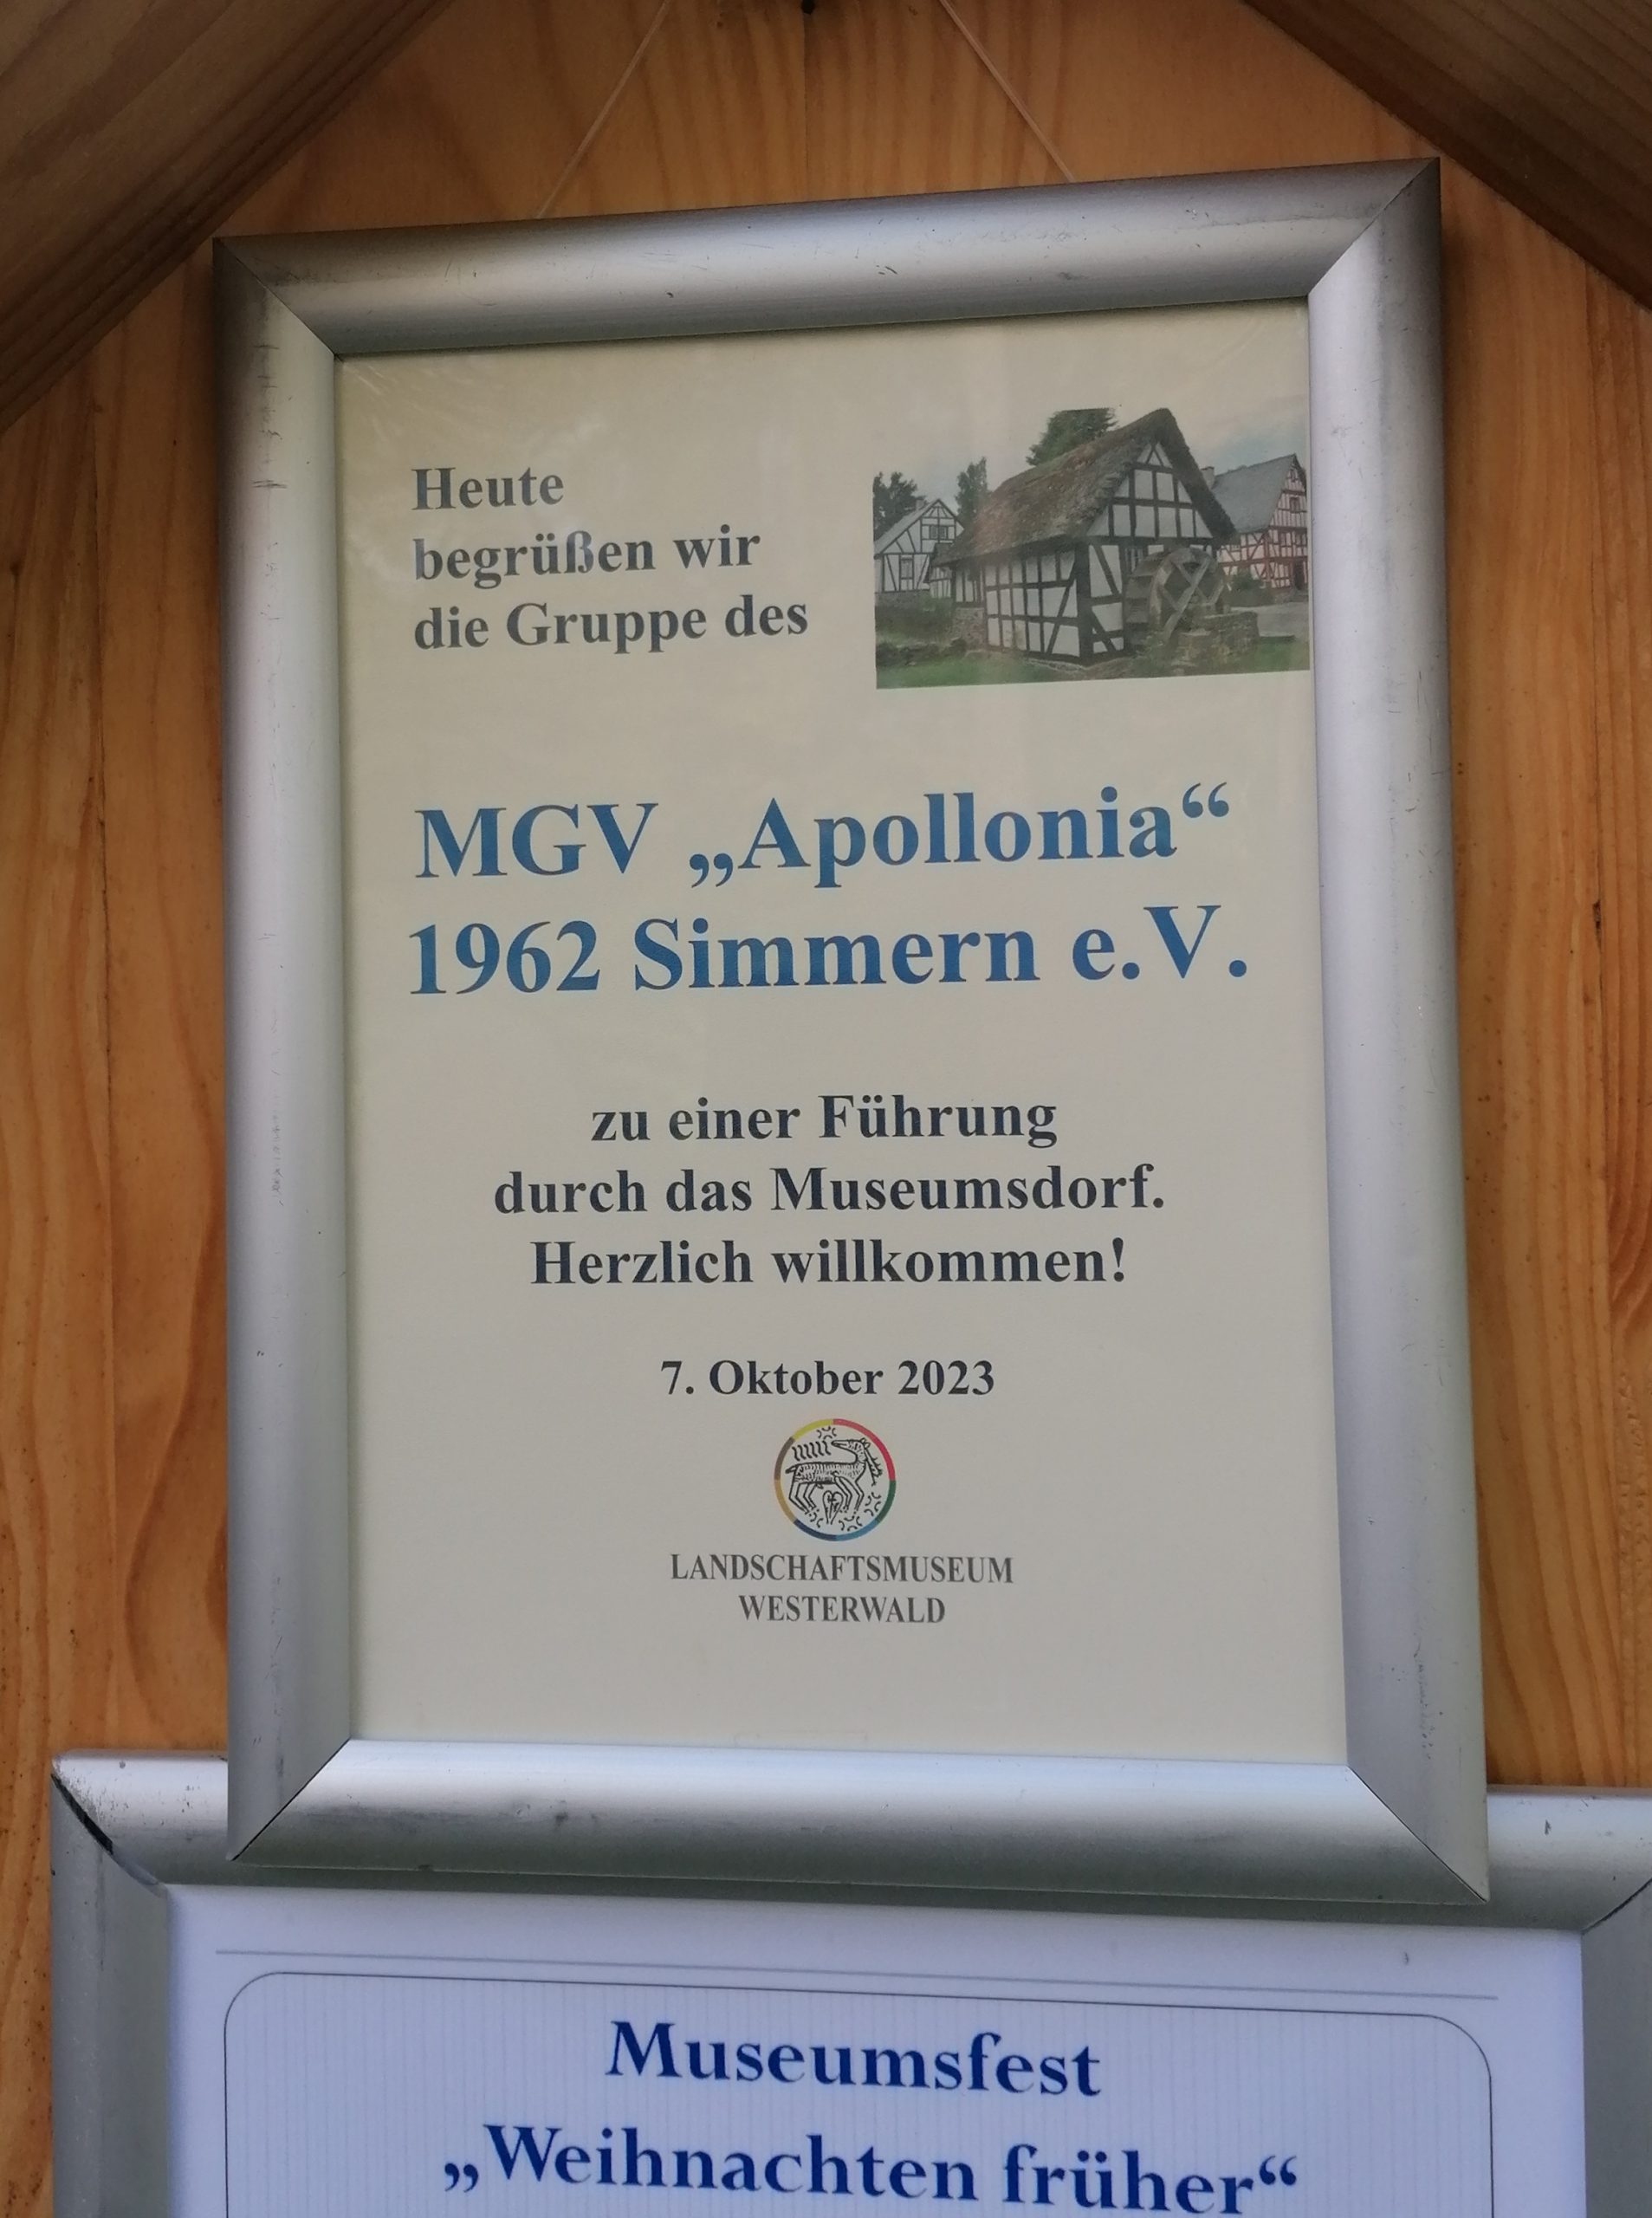 Heute
begrüßen wir
die Gruppe des
MGV „Apollonia“
1962 Simmern e.V.
zu einer Führung
durch das Museumsdorf.
Herzlich willkommen!
7. Oktober 2023
LANDSCHAFTSMUSEUM
WESTERWALD
Museumsfest
„Weihnachten früher“